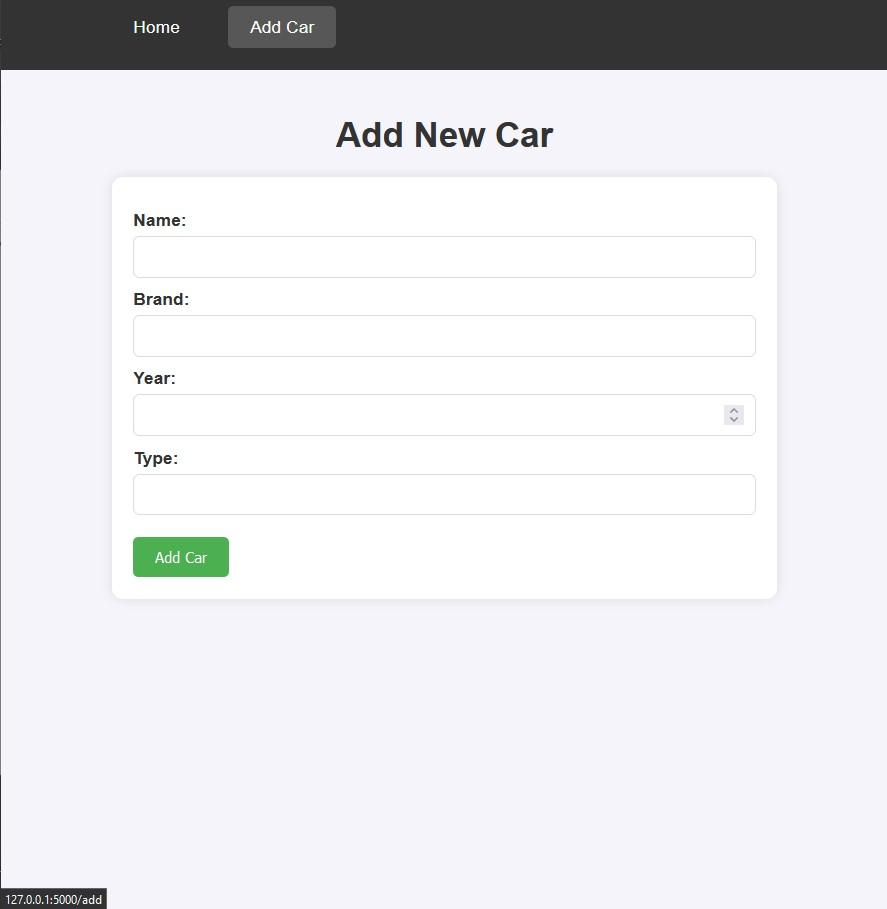 Home Add Car
Add New Car
Name:
Brand:
Year:
Type:
Add Car
127.0.0.1:5000/add